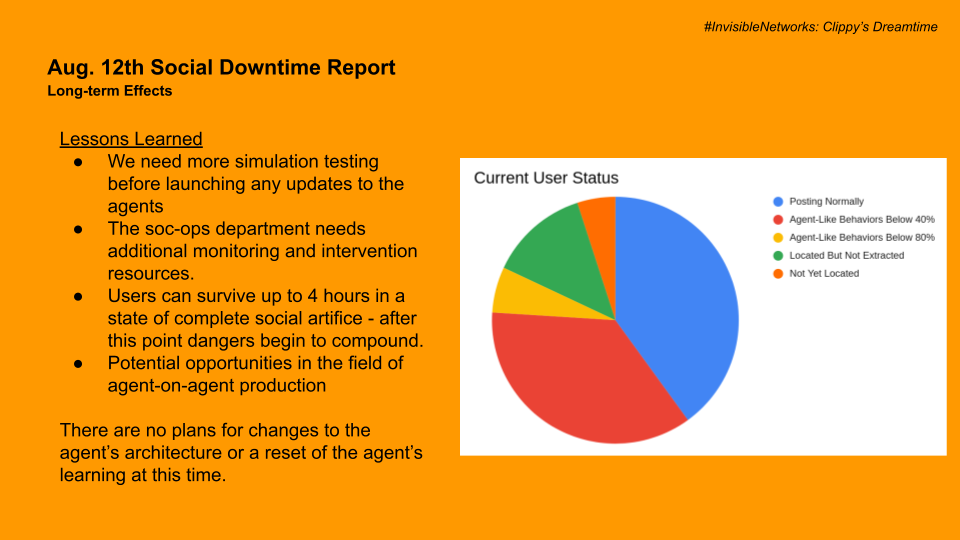 #InvisibleNetworks: Clippy's Dreamtime
Aug. 12th Social Downtime Report
Long-term Effects
Lessons Learned
● We need more simulation testing
before launching any updates to the
agents
● The soc-ops department needs
additional monitoring and intervention
resources.
● Users can survive up to 4 hours in a
state of complete social artifice - after
this point dangers begin to compound.
● Potential opportunities in the field of
agent-on-agent production
There are no plans for changes to the
agent's architecture or a reset of the agent's
learning at this time.
Current User Status
Posting Normally
Agent-Like Behaviors Below 40%
Agent-Like Behaviors Below 80%
Located But Not Extracted
Not Yet Located